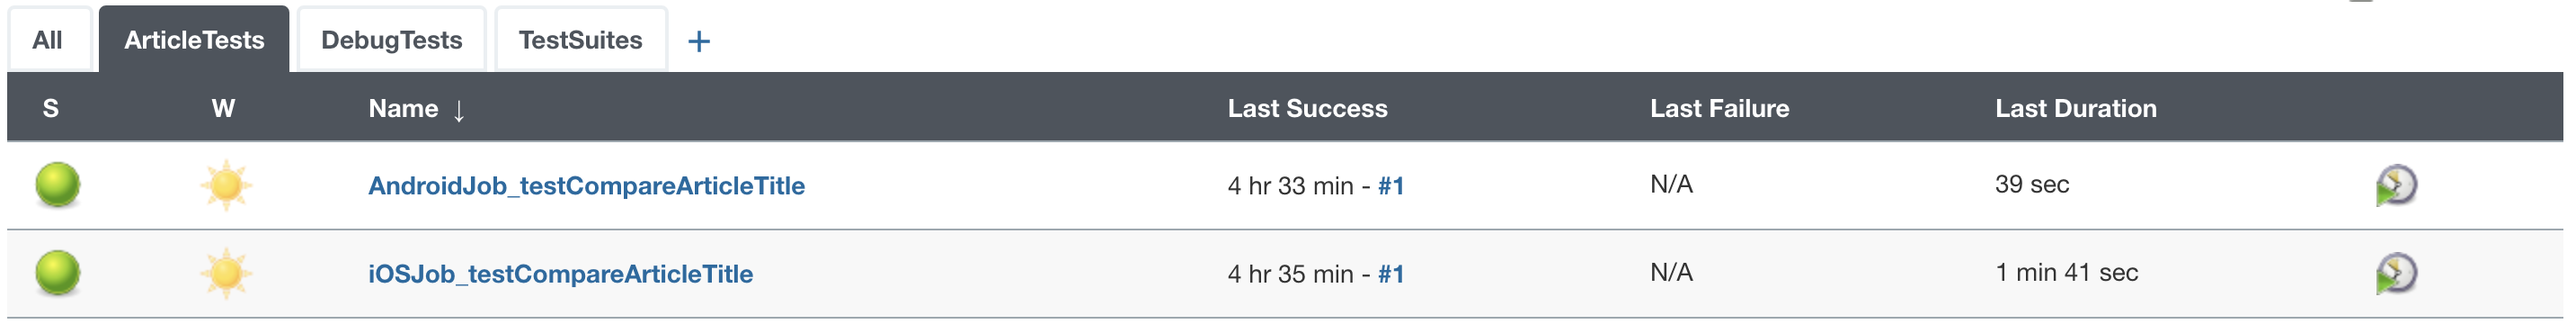 All ArticleTests DebugTests TestSuites +
S W Name ↓ Last Success Last Failure Last Duration
AndroidJob_testCompareArticleTitle 4 hr 33 min - #1 N/A 39 sec
iOSJob_testCompareArticleTitle 4 hr 35 min - #1 N/A 1 min 41 sec